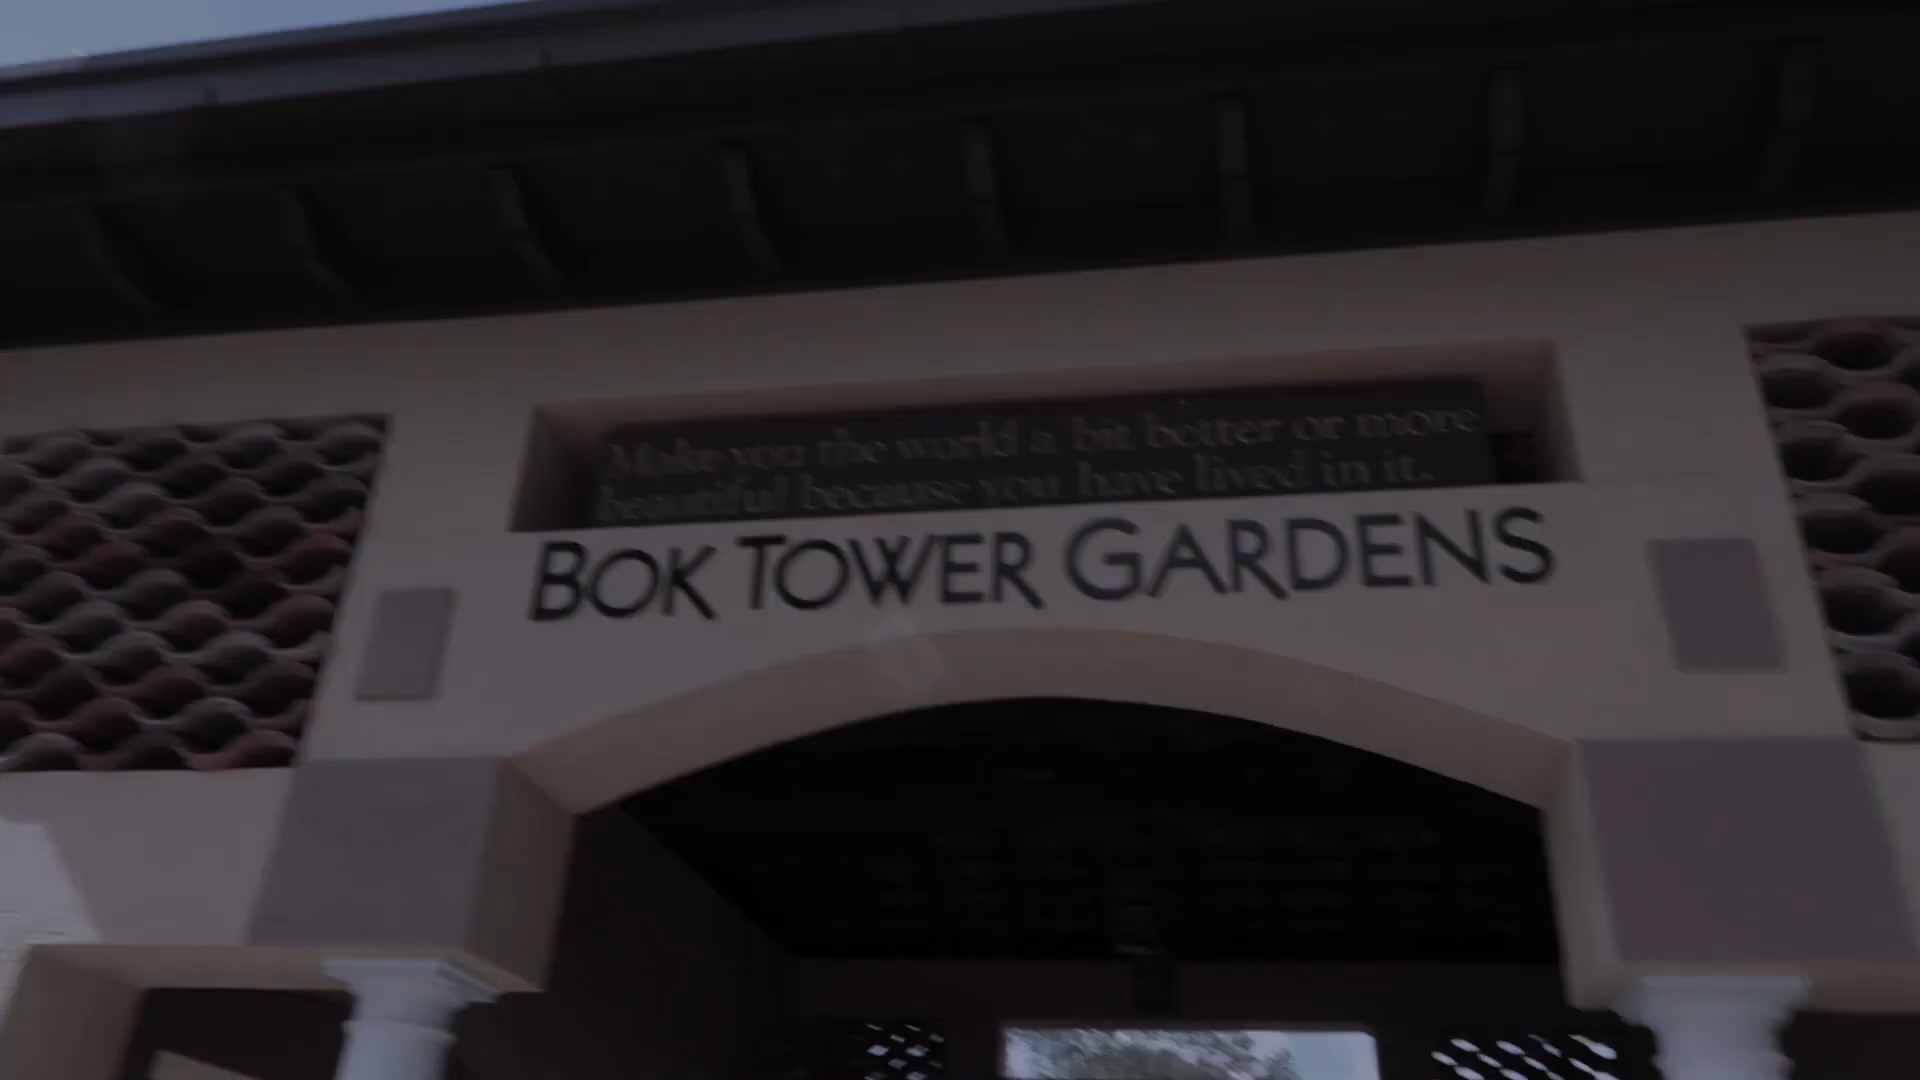 Make you the world a bit better or more
beautiful because you have lived in it.
BOK TOWER GARDENS